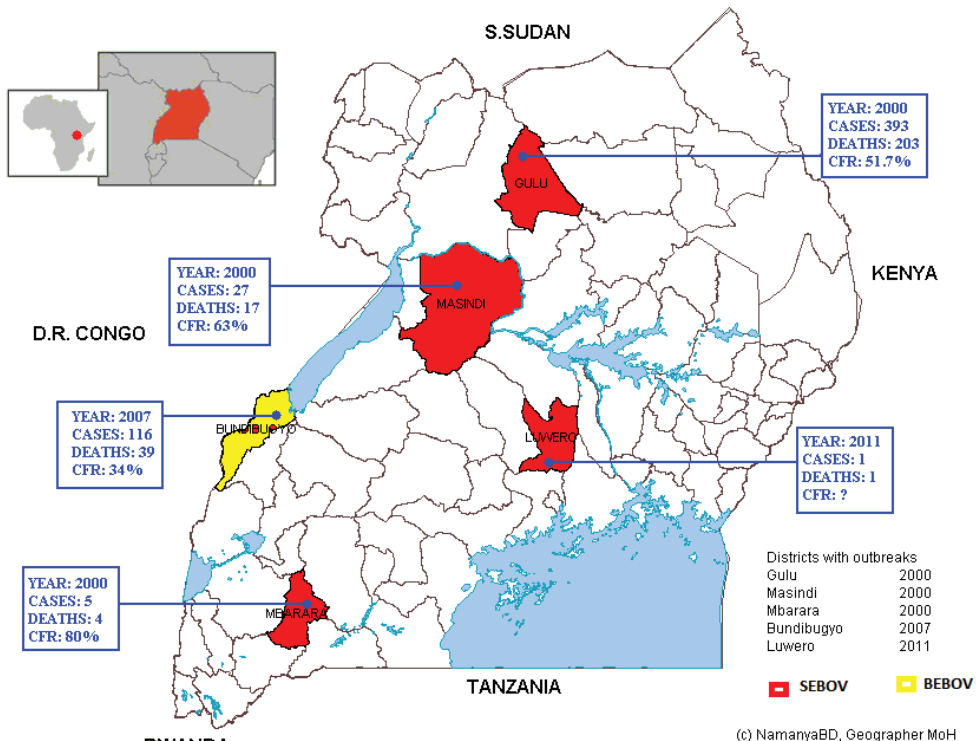 S.SUDAN
YEAR: 2000
CASES: 393
DEATHS: 203
CFR: 51.7%
GULU
YEAR: 2000
CASES: 27
DEATHS: 17
CFR: 63%
MASINDI
KENYA
D.R. CONGO
YEAR: 2007
CASES: 116
DEATHS: 39
CFR: 34%
BUNDIBUGYO
LUWERO
YEAR: 2011
CASES: 1
DEATHS: 1
CFR: ?
YEAR: 2000
CASES: 5
DEATHS: 4
CFR: 80%
MBARARA
Districts with outbreaks
Gulu 2000
Masindi 2000
Mbarara 2000
Bundibugyo 2007
Luwero 2011
TANZANIA
SEBOV BEBOV
RWANDA
(c) NamanyaBD, Geographer MoH